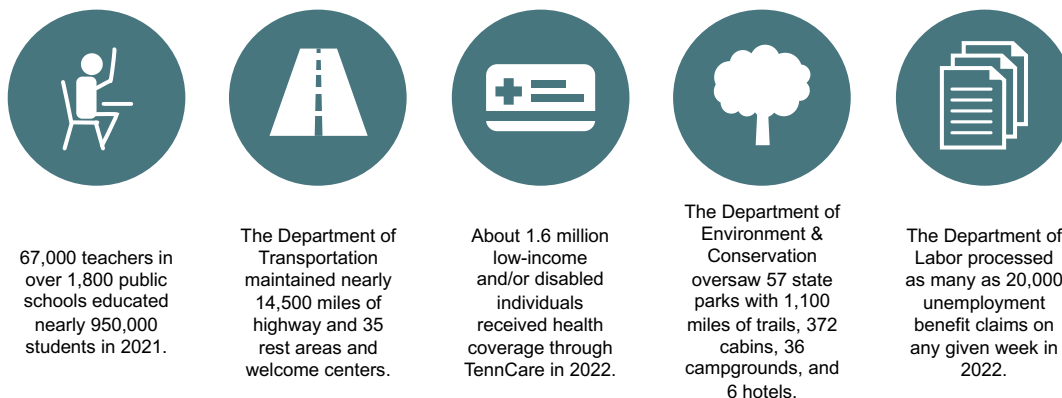 67,000 teachers in
over 1,800 public
schools educated
nearly 950,000
students in 2021.
The Department of
Transportation
maintained nearly
14,500 miles of
highway and 35
rest areas and
welcome centers.
About 1.6 million
low-income
and/or disabled
individuals
received health
coverage through
TennCare in 2022.
The Department of
Environment &
Conservation
oversaw 57 state
parks with 1,100
miles of trails, 372
cabins, 36
campgrounds, and
6 hotels.
The Department of
Labor processed
as many as 20,000
unemployment
benefit claims on
any given week in
2022.